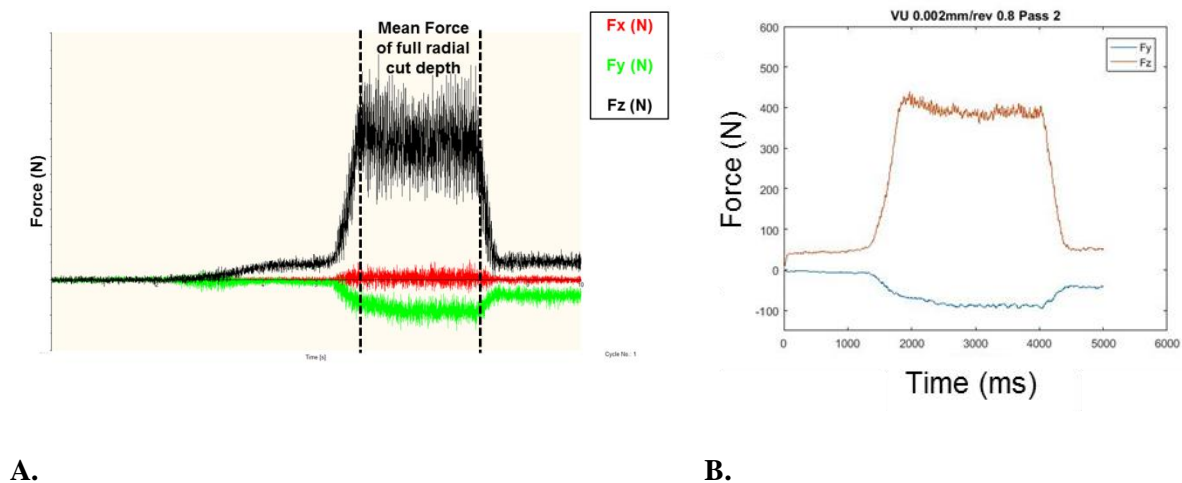 Mean Force
of full radial
cut depth
Fx (N)
Fy (N)
Fz (N)
Force (N)
Time [s]
Cycle No.: 1
VU 0.002mm/rev 0.8 Pass 2
Fy
Fz
600
500
400
300
200
100
0
-100
Force (N)
0 1000 2000 3000 4000 5000 6000
Time (ms)
A.
B.